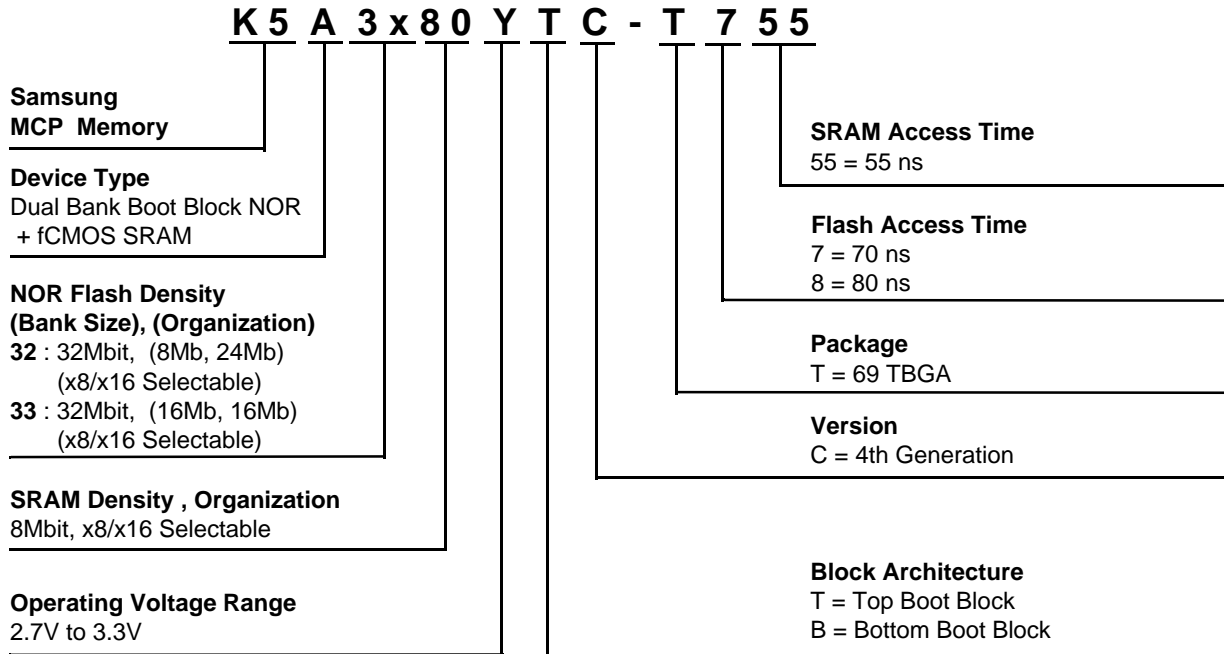 K5A3x80YTC-T755
Samsung
MCP Memory
Device Type
Dual Bank Boot Block NOR
+ fCMOS SRAM
NOR Flash Density
(Bank Size), (Organization)
32 : 32Mbit, (8Mb, 24Mb)
(x8/x16 Selectable)
33 : 32Mbit, (16Mb, 16Mb)
(x8/x16 Selectable)
SRAM Density , Organization
8Mbit, x8/x16 Selectable
Operating Voltage Range
2.7V to 3.3V
SRAM Access Time
55 = 55 ns
Flash Access Time
7 = 70 ns
8 = 80 ns
Package
T = 69 TBGA
Version
C = 4th Generation
Block Architecture
T = Top Boot Block
B = Bottom Boot Block